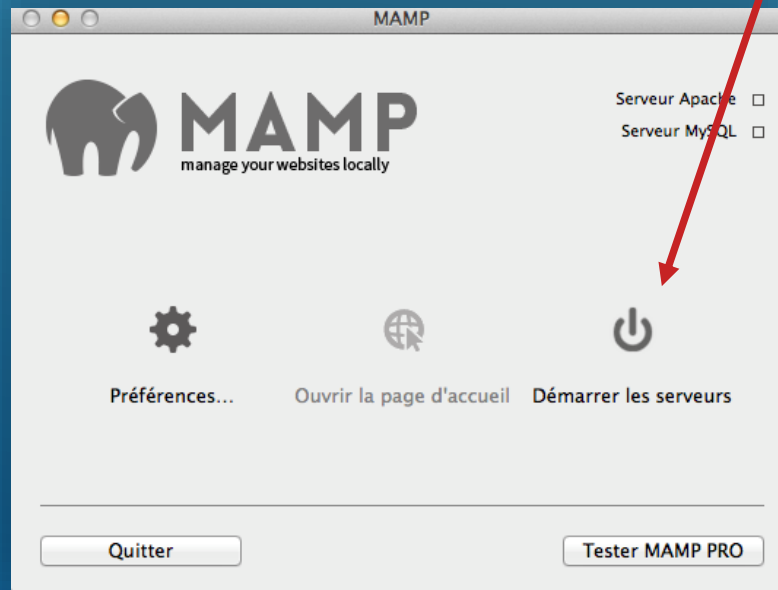 MAMP
MAMP
manage your websites locally
Serveur Apache
Serveur MySQL
Préférences...
Ouvrir la page d'accueil
Démarrer les serveurs
Quitter
Tester MAMP PRO